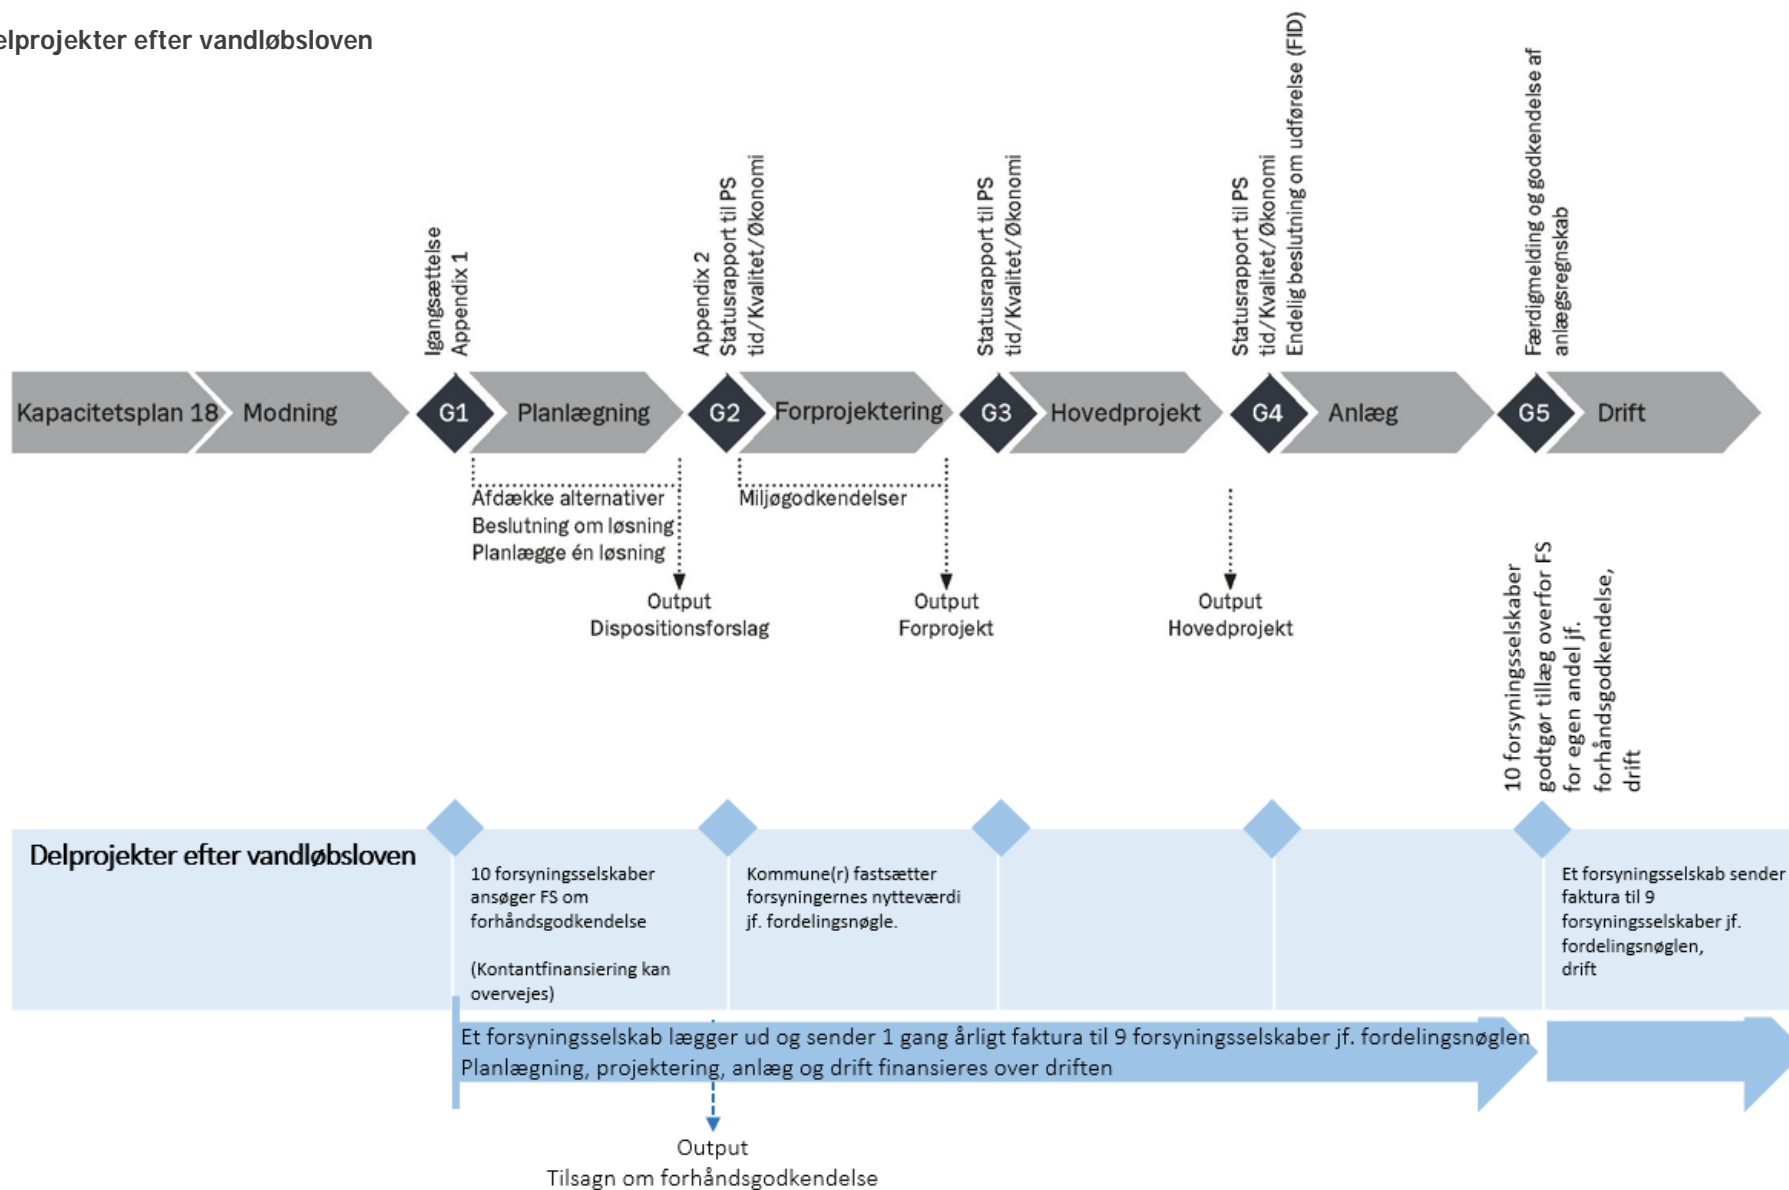 elprojekter efter vandløbsloven
Igangsættelse
Appendix 1
Appendix 2
Statusrapport til PS
tid/Kvalitet/Økonomi
Statusrapport til PS
tid/Kvalitet/Økonomi
Statusrapport til PS
tid/Kvalitet/Økonomi
Endelig beslutning om udførelse (FID)
Færdigmelding og godkendelse af
anlægsregnskab
Kapacitetsplan 18
Modning
G1
Planlægning
G2
Forprojektering
G3
Hovedprojekt
G4
Anlæg
G5
Drift
Afdække alternativer
Beslutning om løsning
Planlægge én løsning
Miljøgodkendelser
Output
Dispositionsforslag
Output
Forprojekt
Output
Hovedprojekt
10 forsyningsselskaber
godtgør tillæg overfor FS
for egen andel jf.
forhåndsgodkendelse,
drift
Delprojekter efter vandløbsloven
10 forsyningsselskaber
ansøger FS om
forhåndsgodkendelse
(Kontantfinansiering kan
overvejes)
Kommune(r) fastsætter
forsyningernes nytteværdi
jf. fordelingsnøgle.
Et forsyningsselskab sender
faktura til 9
forsyningsselskaber jf.
fordelingsnøglen,
drift
Et forsyningsselskab lægger ud og sender 1 gang årligt faktura til 9 forsyningsselskaber jf. fordelingsnøglen
Planlægning, projektering, anlæg og drift finansieres over driften
Output
Tilsagn om forhåndsgodkendelse